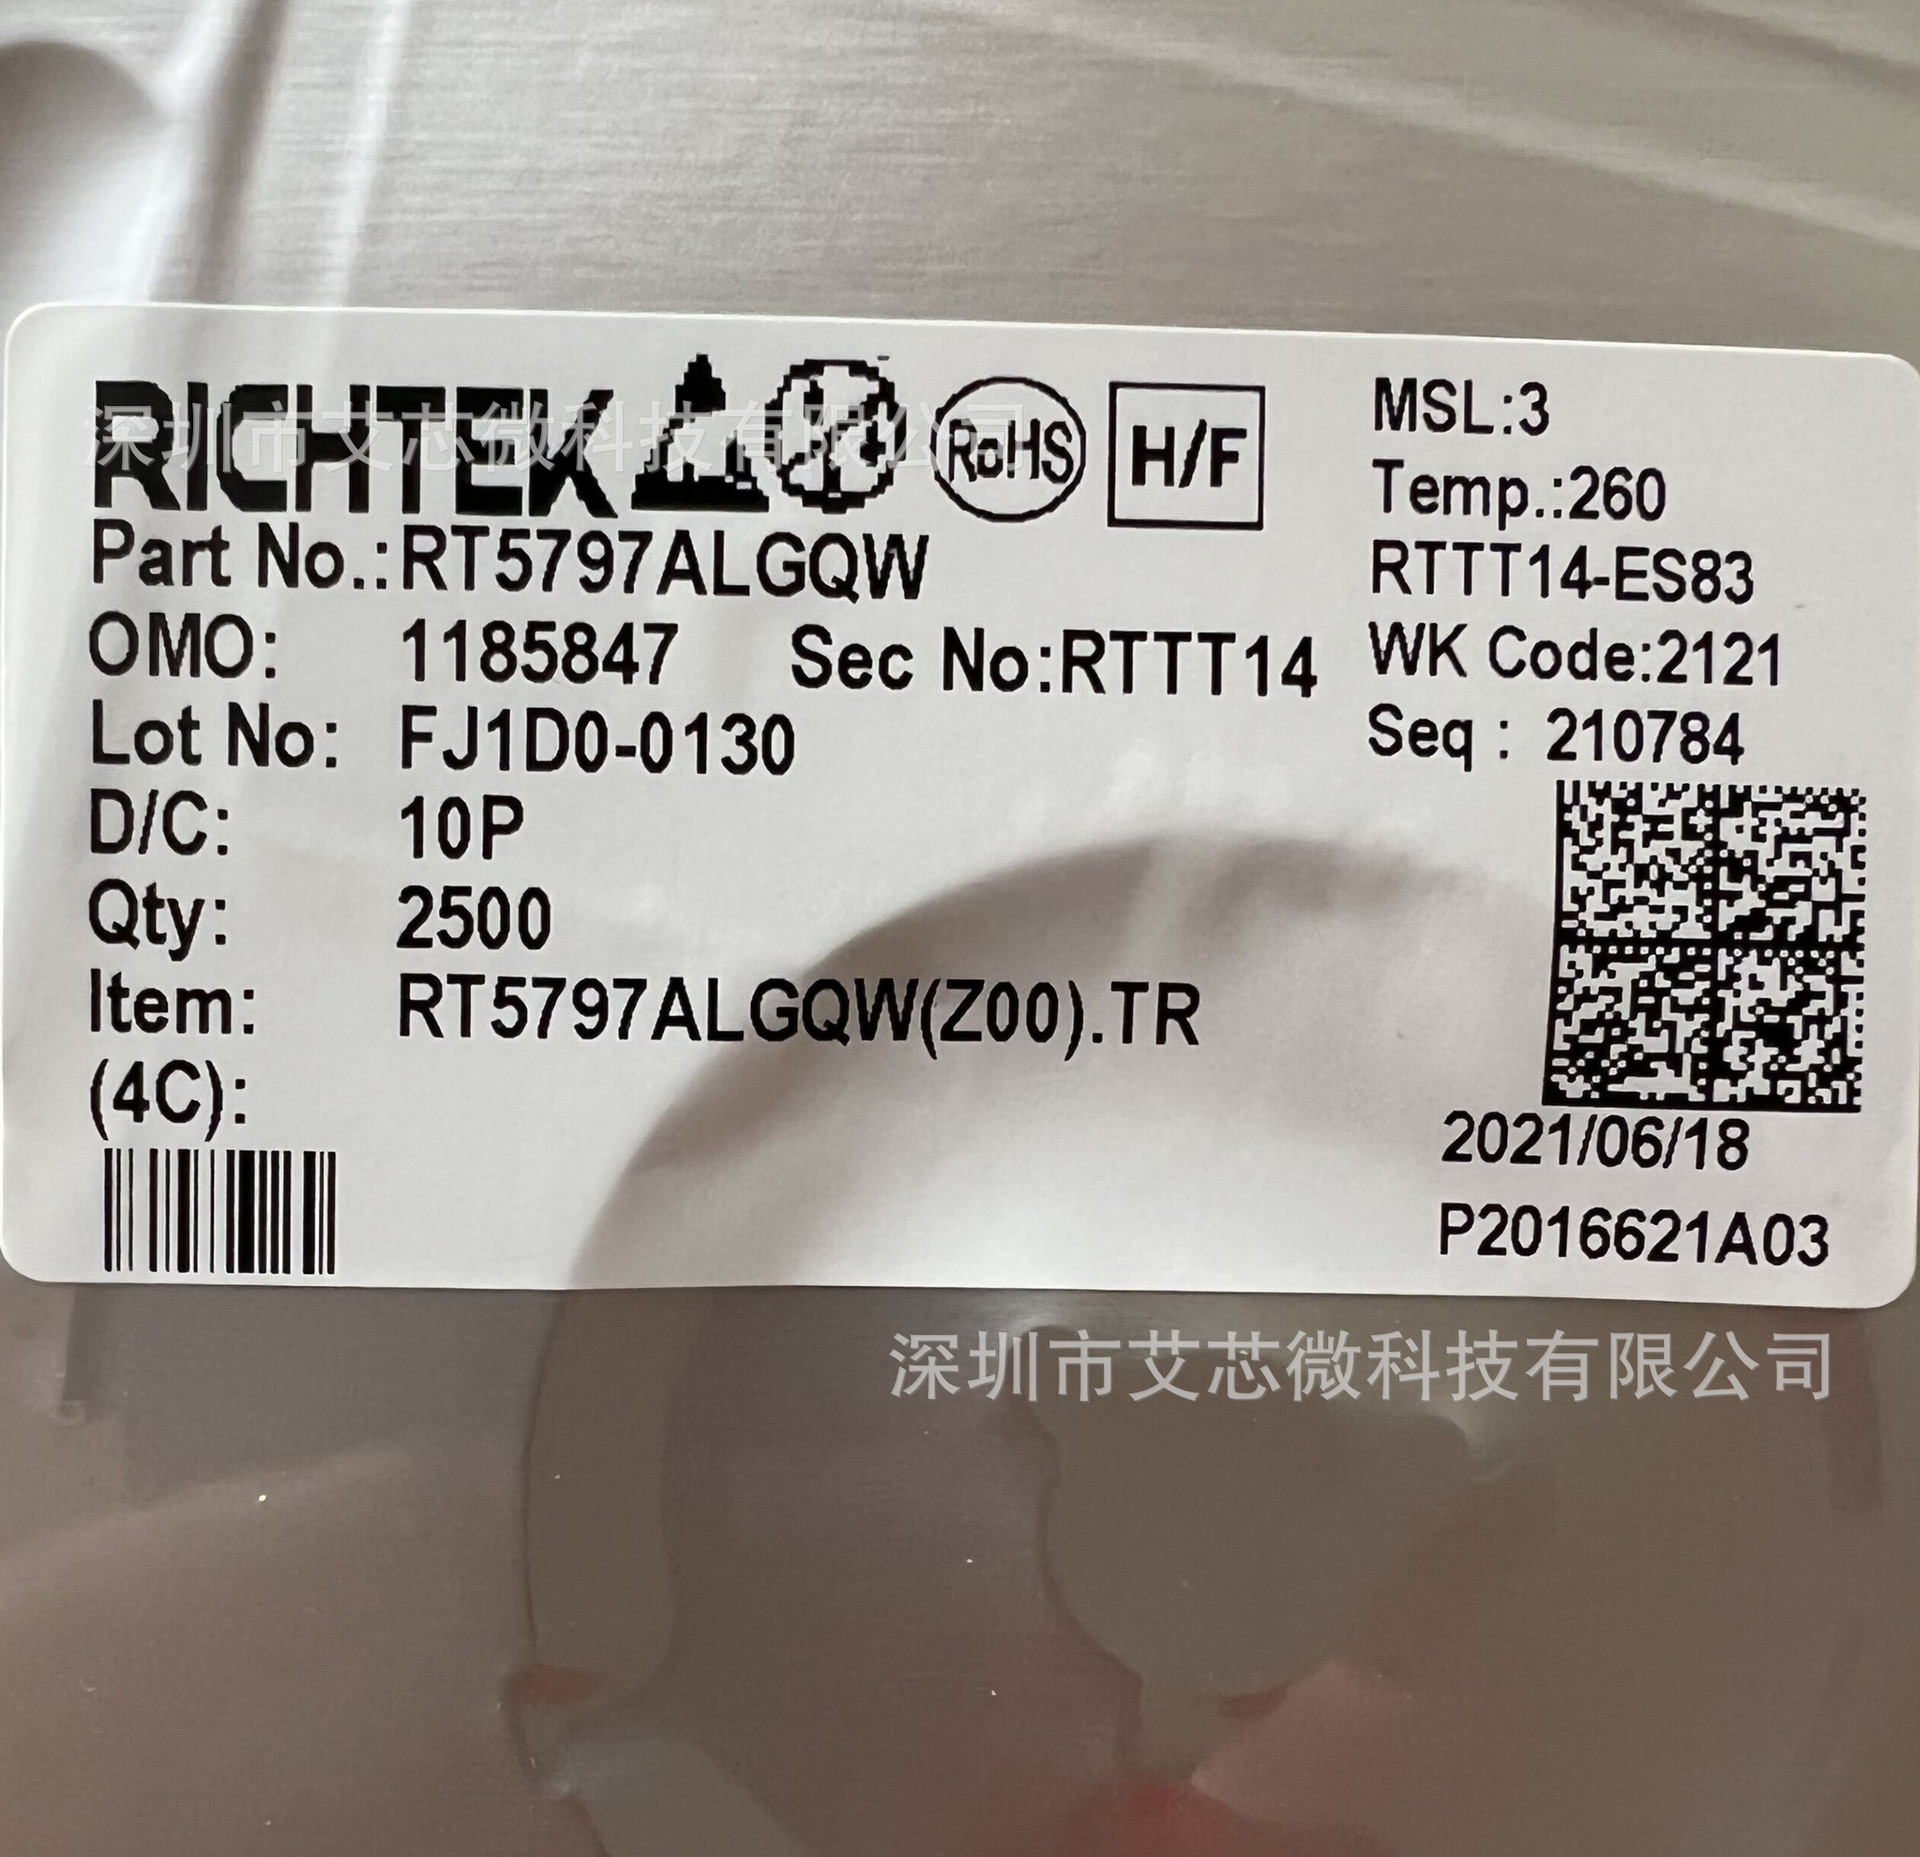 RICHTEK RoHS H/F
深圳市艾芯微科技有限公司
Part No.:RT5797ALGQW
OMO: 1185847 Sec No:RTTT14
Lot No: FJ1D0-0130
D/C: 10P
Qty: 2500
Item: RT5797ALGQW(Z00).TR
(4C):
MSL:3
Temp.:260
RTTT14-ES83
WK Code:2121
Seq : 210784
2021/06/18
P2016621A03
深圳市艾芯微科技有限公司